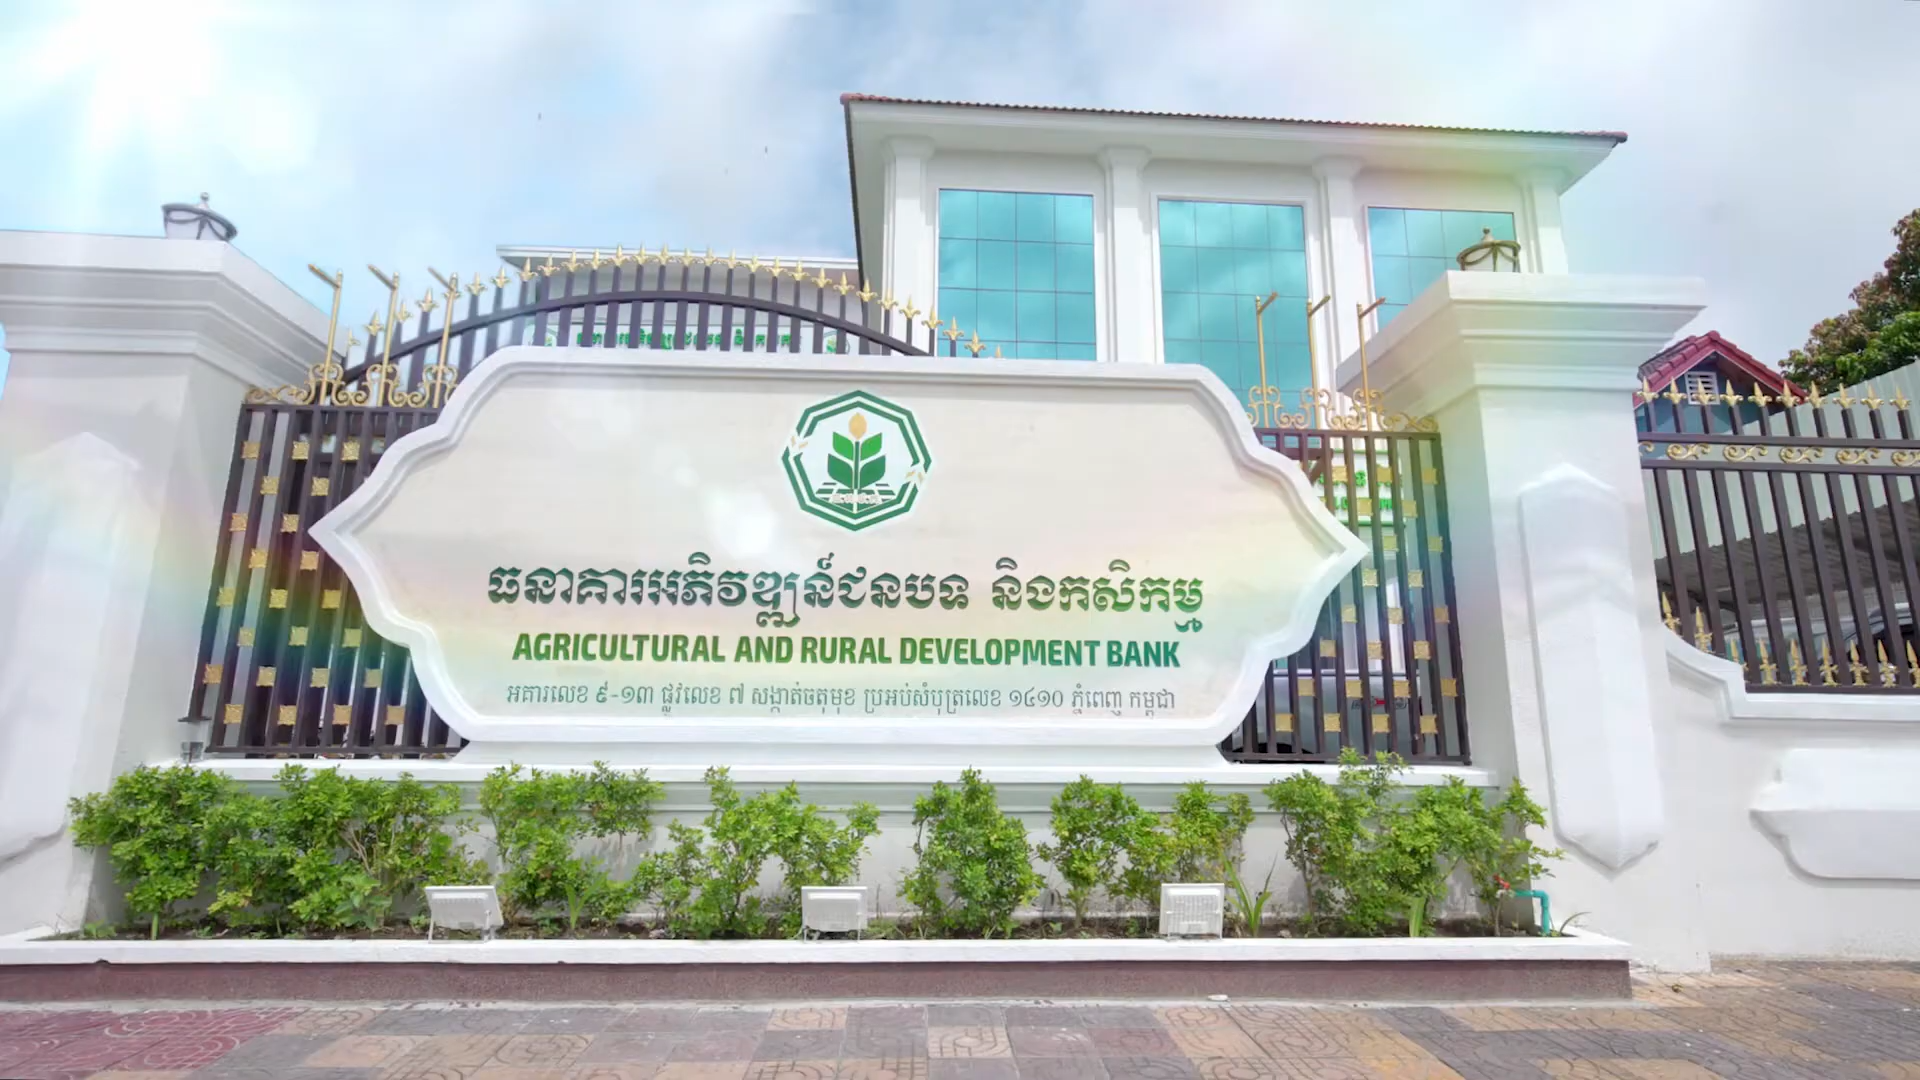 ធនាគារអភិវឌ្ឍន៍ជនបទ និងកសិកម្ម
AGRICULTURAL AND RURAL DEVELOPMENT BANK
អគារលេខ ៩-១៣ ផ្លូវលេខ ៧ សង្កាត់ចតុមុខ ប្រអប់សំបុត្រលេខ ១៤១០ ភ្នំពេញ កម្ពុជា